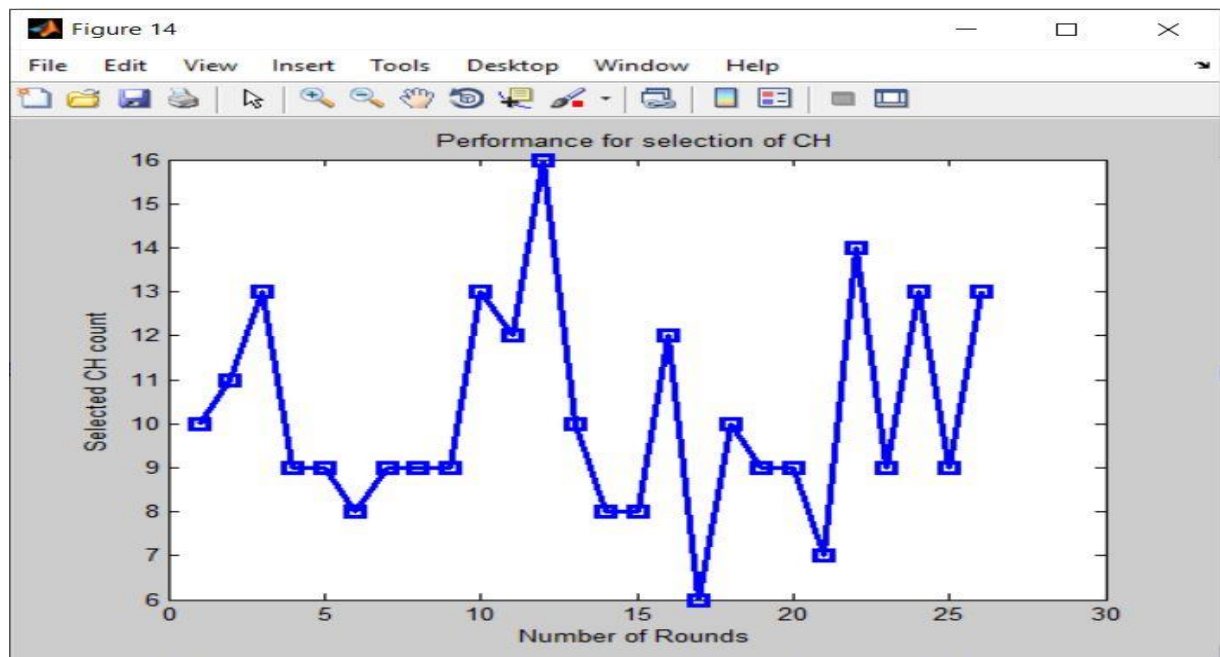 Figure 14
File Edit View Insert Tools Desktop Window Help
Performance for selection of CH
16
15
14
13
12
11
10
9
8
7
6
Selected CH count
0 5 10 15 20 25 30
Number of Rounds